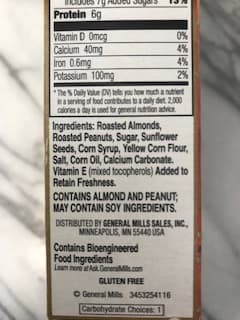 Includes 7g Added Sugars 13%
Protein 6g
Vitamin D 0mcg 0%
Calcium 40mg 4%
Iron 0.6mg 4%
Potassium 100mg 2%
* The % Daily Value (DV) tells you how much a nutrient
in a serving of food contributes to a daily diet. 2,000
calories a day is used for general nutrition advice.
Ingredients: Roasted Almonds,
Roasted Peanuts, Sugar, Sunflower
Seeds, Corn Syrup, Yellow Corn Flour,
Salt, Corn Oil, Calcium Carbonate.
Vitamin E (mixed tocopherols) Added to
Retain Freshness.
CONTAINS ALMOND AND PEANUT;
MAY CONTAIN SOY INGREDIENTS.
DISTRIBUTED BY GENERAL MILLS SALES, INC.,
MINNEAPOLIS, MN 55440 USA
Contains Bioengineered
Food Ingredients
Learn more at Ask.GeneralMills.com
GLUTEN FREE
© General Mills 3453254116
Carbohydrate Choices: 1